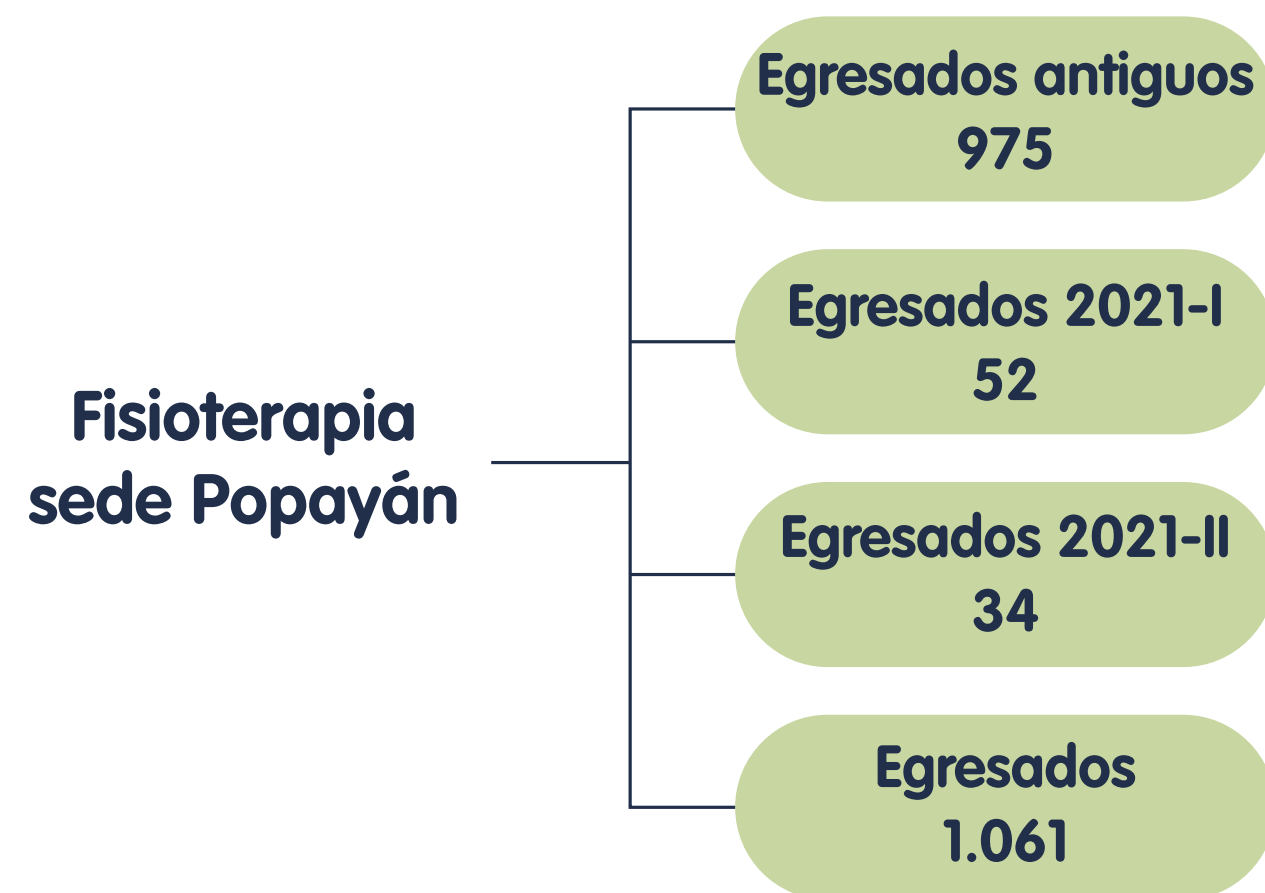 Fisioterapia
sede Popayán
Egresados antiguos
975
Egresados 2021-I
52
Egresados 2021-II
34
Egresados
1.061